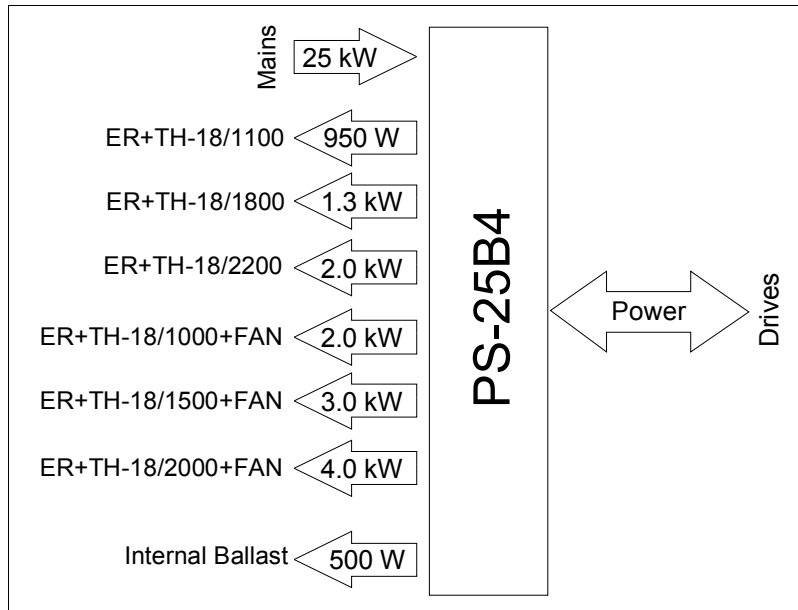 Mains
25 kW
ER+TH-18/1100
950 W
ER+TH-18/1800
1.3 kW
ER+TH-18/2200
2.0 kW
ER+TH-18/1000+FAN
2.0 kW
ER+TH-18/1500+FAN
3.0 kW
ER+TH-18/2000+FAN
4.0 kW
Internal Ballast
500 W
PS-25B4
Power
Drives